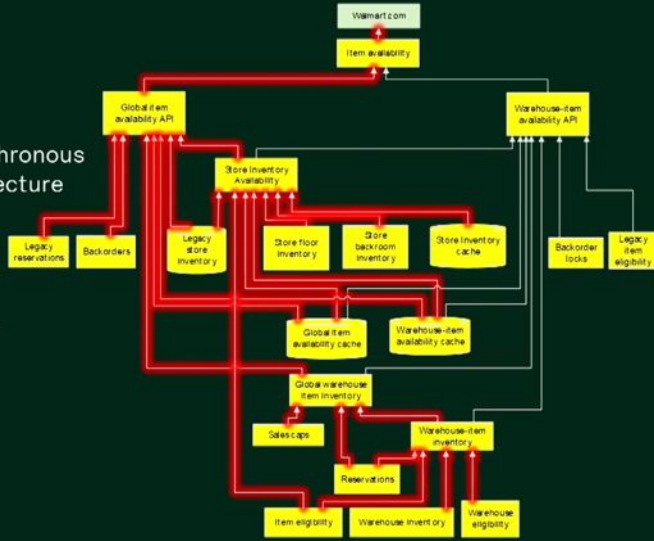 Walmart.com
Item availability
Global item
availability API
Warehouse-item
availability API
hronous
ecture
Store Inventory
Availability
Legacy
reservations
Backorders
Legacy
store
Inventory
Store floor
Inventory
Store
backroom Inventory
Store Inventory
cache
Backorder
locks
Legacy
item
eligibility
Global Item
availability cache
Warehouse-item
availability cache
Global warehouse
Item Inventory
Sales caps
Warehouse-item
inventory
Reservations
Item eligibility
Warehouse Inventory
Warehouse
eligibility